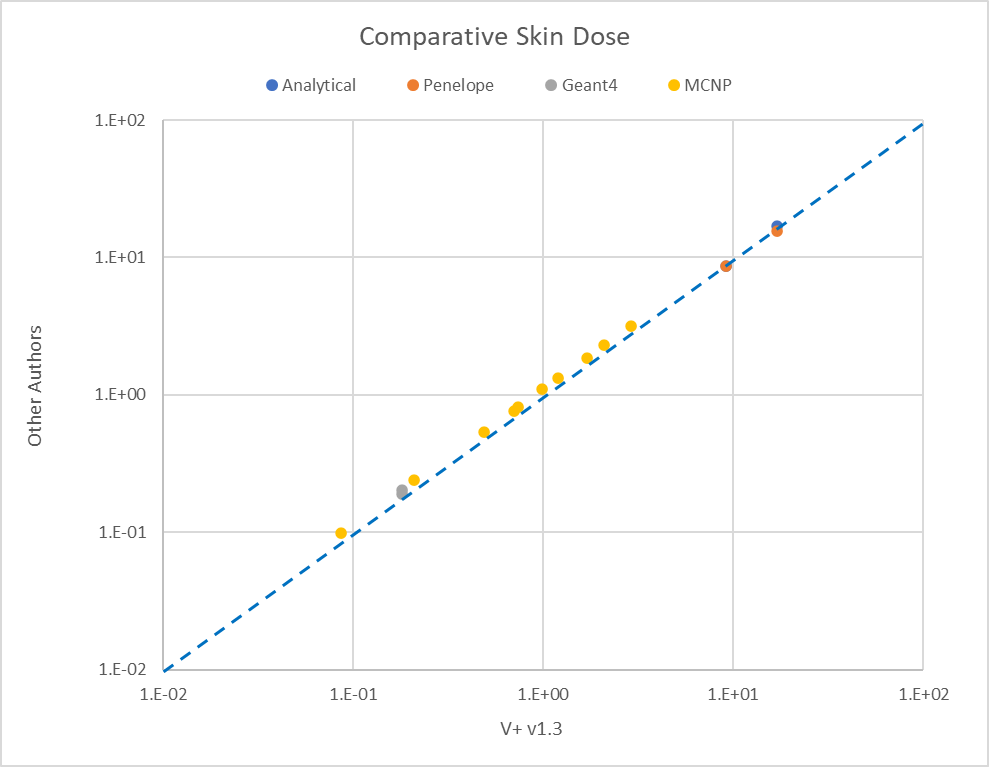 Comparative Skin Dose
Analytical Penelope Geant4 MCNP
1.E+02
1.E+01
1.E+00
1.E-01
1.E-02
Other Authors
1.E-02 1.E-01 1.E+00 1.E+01 1.E+02
V+ v1.3